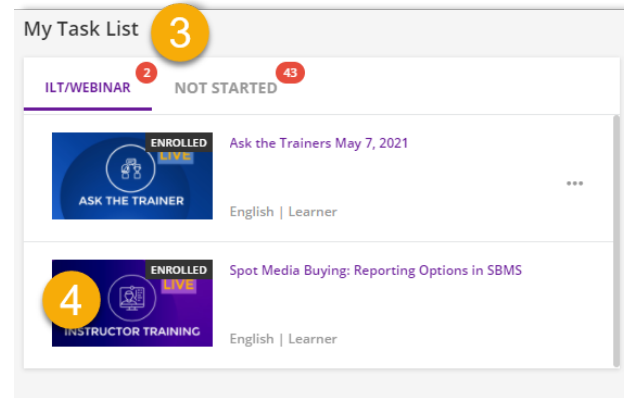 My Task List
3
2
43
ILT/WEBINAR
NOT STARTED
ENROLLED
LIVE
ASK THE TRAINER
Ask the Trainers May 7, 2021
English | Learner
ENROLLED
LIVE
4
INSTRUCTOR TRAINING
Spot Media Buying: Reporting Options in SBMS
English | Learner